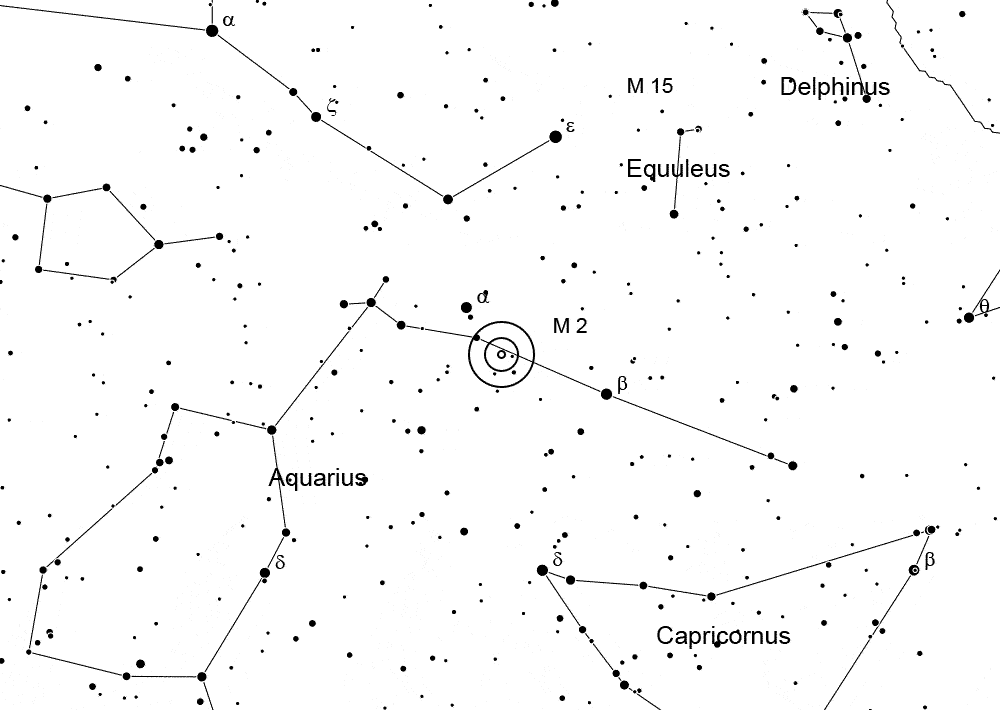 α
ζ
ε
M 15
Delphinus
Equuleus
α
M 2
θ
β
Aquarius
δ
δ
β
Capricornus